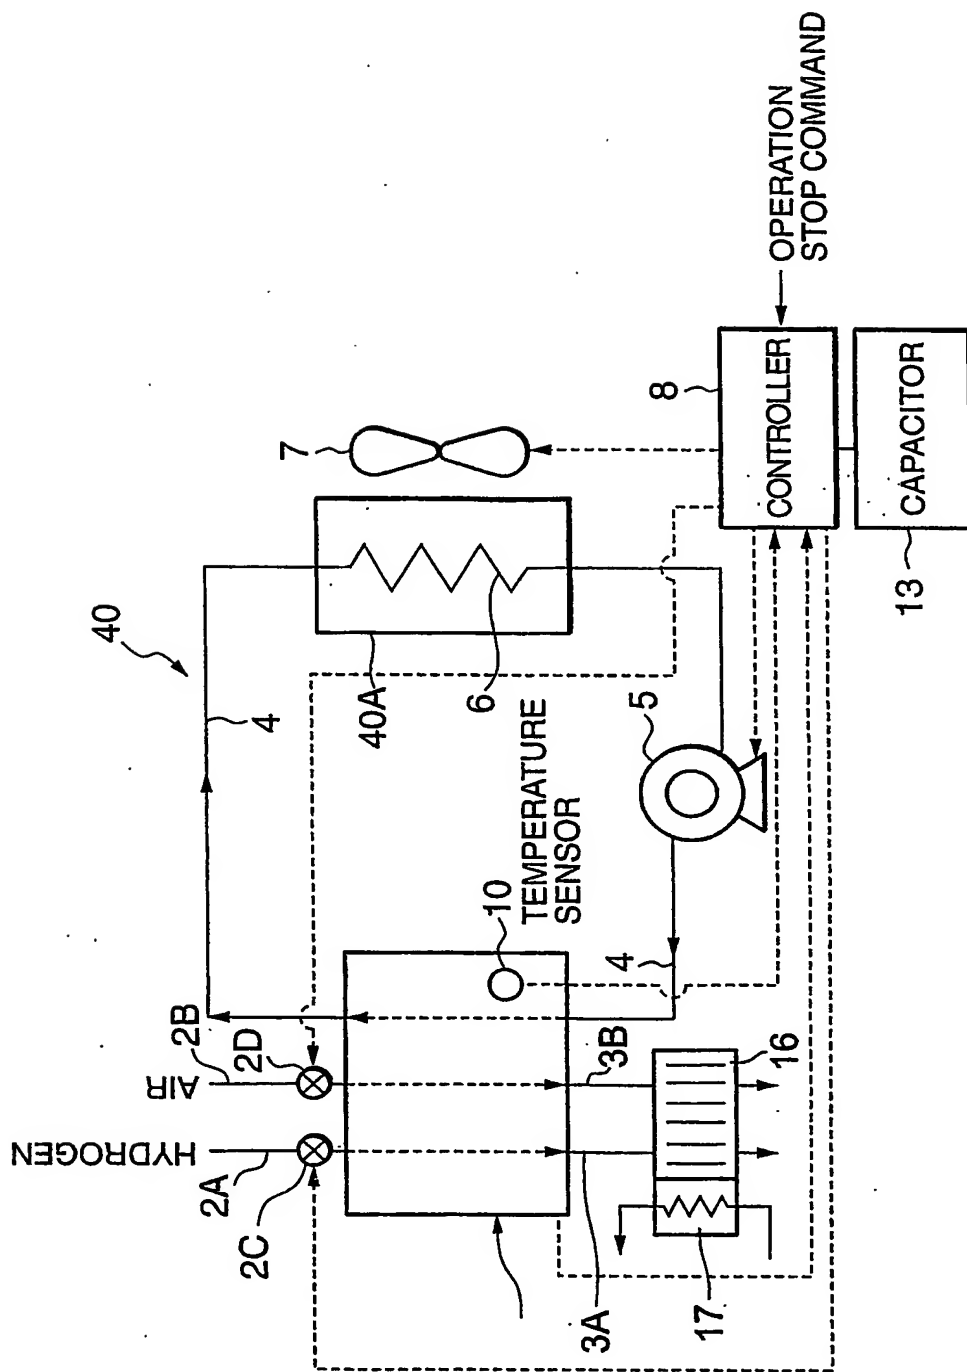 HYDROGEN
AIR
2A
2B
2C
2D
40
4
40A
6
7
10
TEMPERATURE
SENSOR
5
4
3A
3B
16
17
8
CONTROLLER
OPERATION
STOP COMMAND
CAPACITOR
13